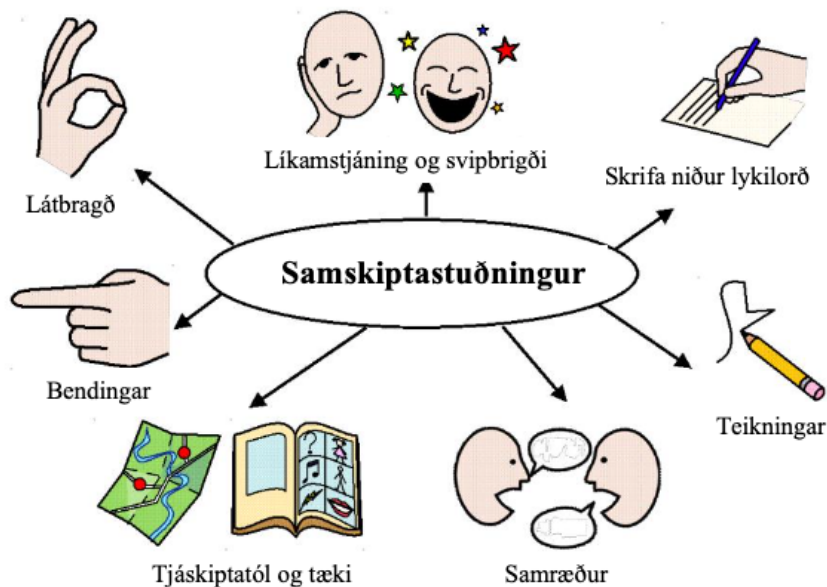 Líkamstjáning og svipbrigði
Skrifa niður lykilorð
Látbragð
Samskiptastuðningur
Bendingar
Teikningar
Tjáskiptatól og tæki
Samræður